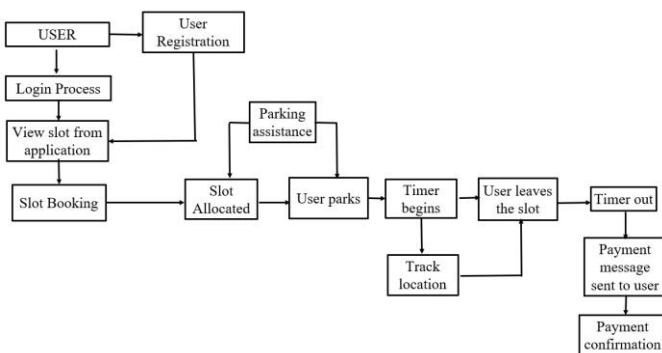 USER
User
Registration
Login Process
View slot from
application
Parking
assistance
Slot Booking
Slot
Allocated
User parks
Timer
begins
User leaves
the slot
Timer out
Track
location
Payment
message
sent to user
Payment
confirmation